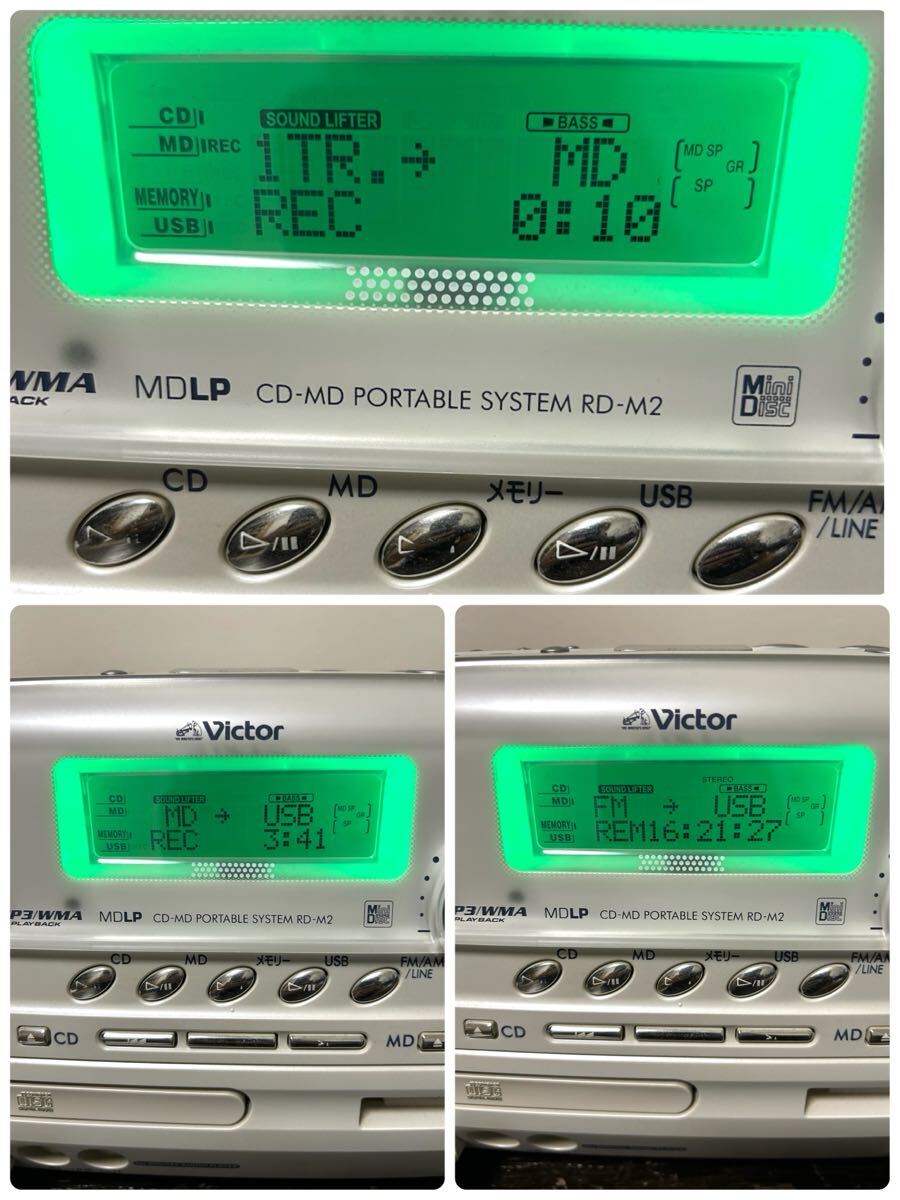 CD
MD REC
MEMORY
USB
SOUND LIFTER
BASS
1TR.→ MD
REC 0:10
MD SP
GR
SP
WMA
ACK
MDLP
CD-MD PORTABLE SYSTEM RD-M2
Mini
Disc
CD
MD
メモリー
USB
FM/A
/LINE
Victor
CD
MD
MEMORY
USB
SOUND LIFTER
BASS
MD → USB
REC 3:41
MD SP
GR
SP
P3/WMA
PLAYBACK
MDLP
CD-MD PORTABLE SYSTEM RD-M2
Mini
Disc
CD
MD
メモリー
USB
FM/AM
/LINE
CD
MD
Victor
CD
MD
MEMORY
USB
SOUND LIFTER
STEREO
BASS
FM → USB
REM16:21:27
MD SP
GR
SP
P3/WMA
PLAYBACK
MDLP
CD-MD PORTABLE SYSTEM RD-M2
Mini
Disc
CD
MD
メモリー
USB
FM/AM
/LINE
CD
MD